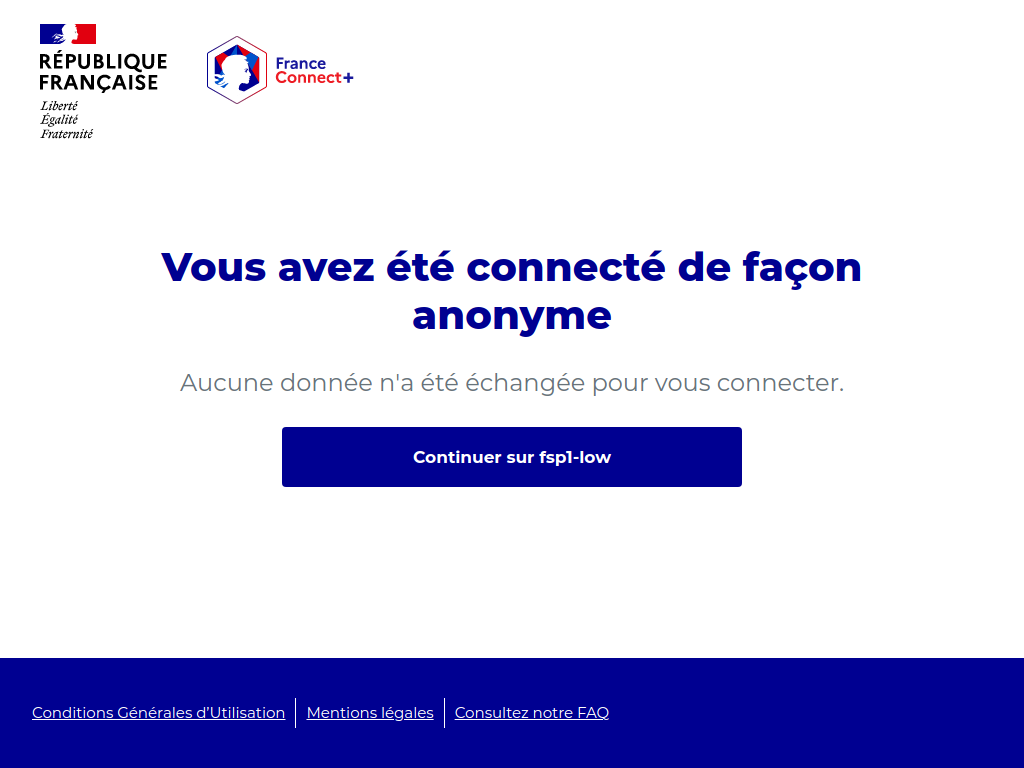 RÉPUBLIQUE
FRANÇAISE
Liberté
Égalité
Fraternité
France
Connect+
Vous avez été connecté de façon
anonyme
Aucune donnée n'a été échangée pour vous connecter.
Continuer sur fsp1-low
Conditions Générales d’Utilisation
Mentions légales
Consultez notre FAQ